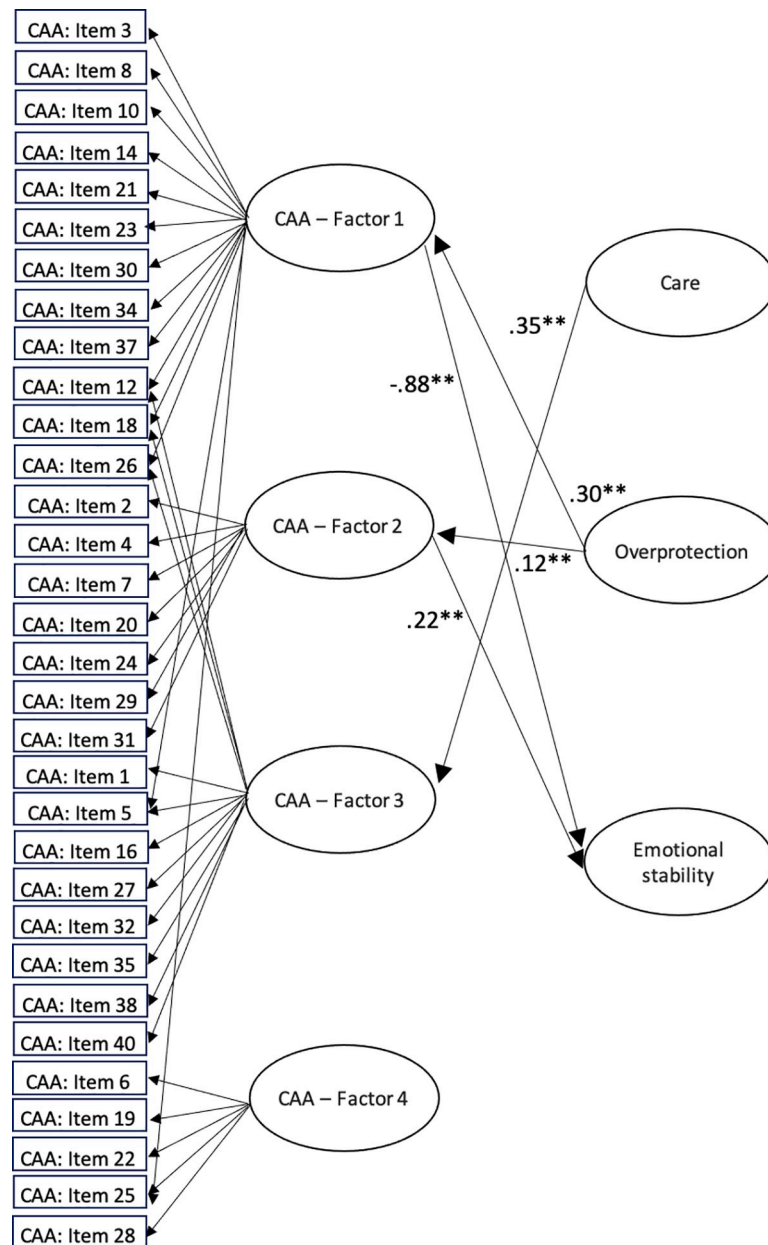 CAA: Item 3
CAA: Item 8
CAA: Item 10
CAA: Item 14
CAA: Item 21
CAA: Item 23
CAA: Item 30
CAA: Item 34
CAA: Item 37
CAA: Item 12
CAA: Item 18
CAA: Item 26
CAA: Item 2
CAA: Item 4
CAA: Item 7
CAA: Item 20
CAA: Item 24
CAA: Item 29
CAA: Item 31
CAA: Item 1
CAA: Item 5
CAA: Item 16
CAA: Item 27
CAA: Item 32
CAA: Item 35
CAA: Item 38
CAA: Item 40
CAA: Item 6
CAA: Item 19
CAA: Item 22
CAA: Item 25
CAA: Item 28
CAA – Factor 1
CAA – Factor 2
CAA – Factor 3
CAA – Factor 4
.35**
-.88**
.30**
.12**
.22**
Care
Overprotection
Emotional
stability